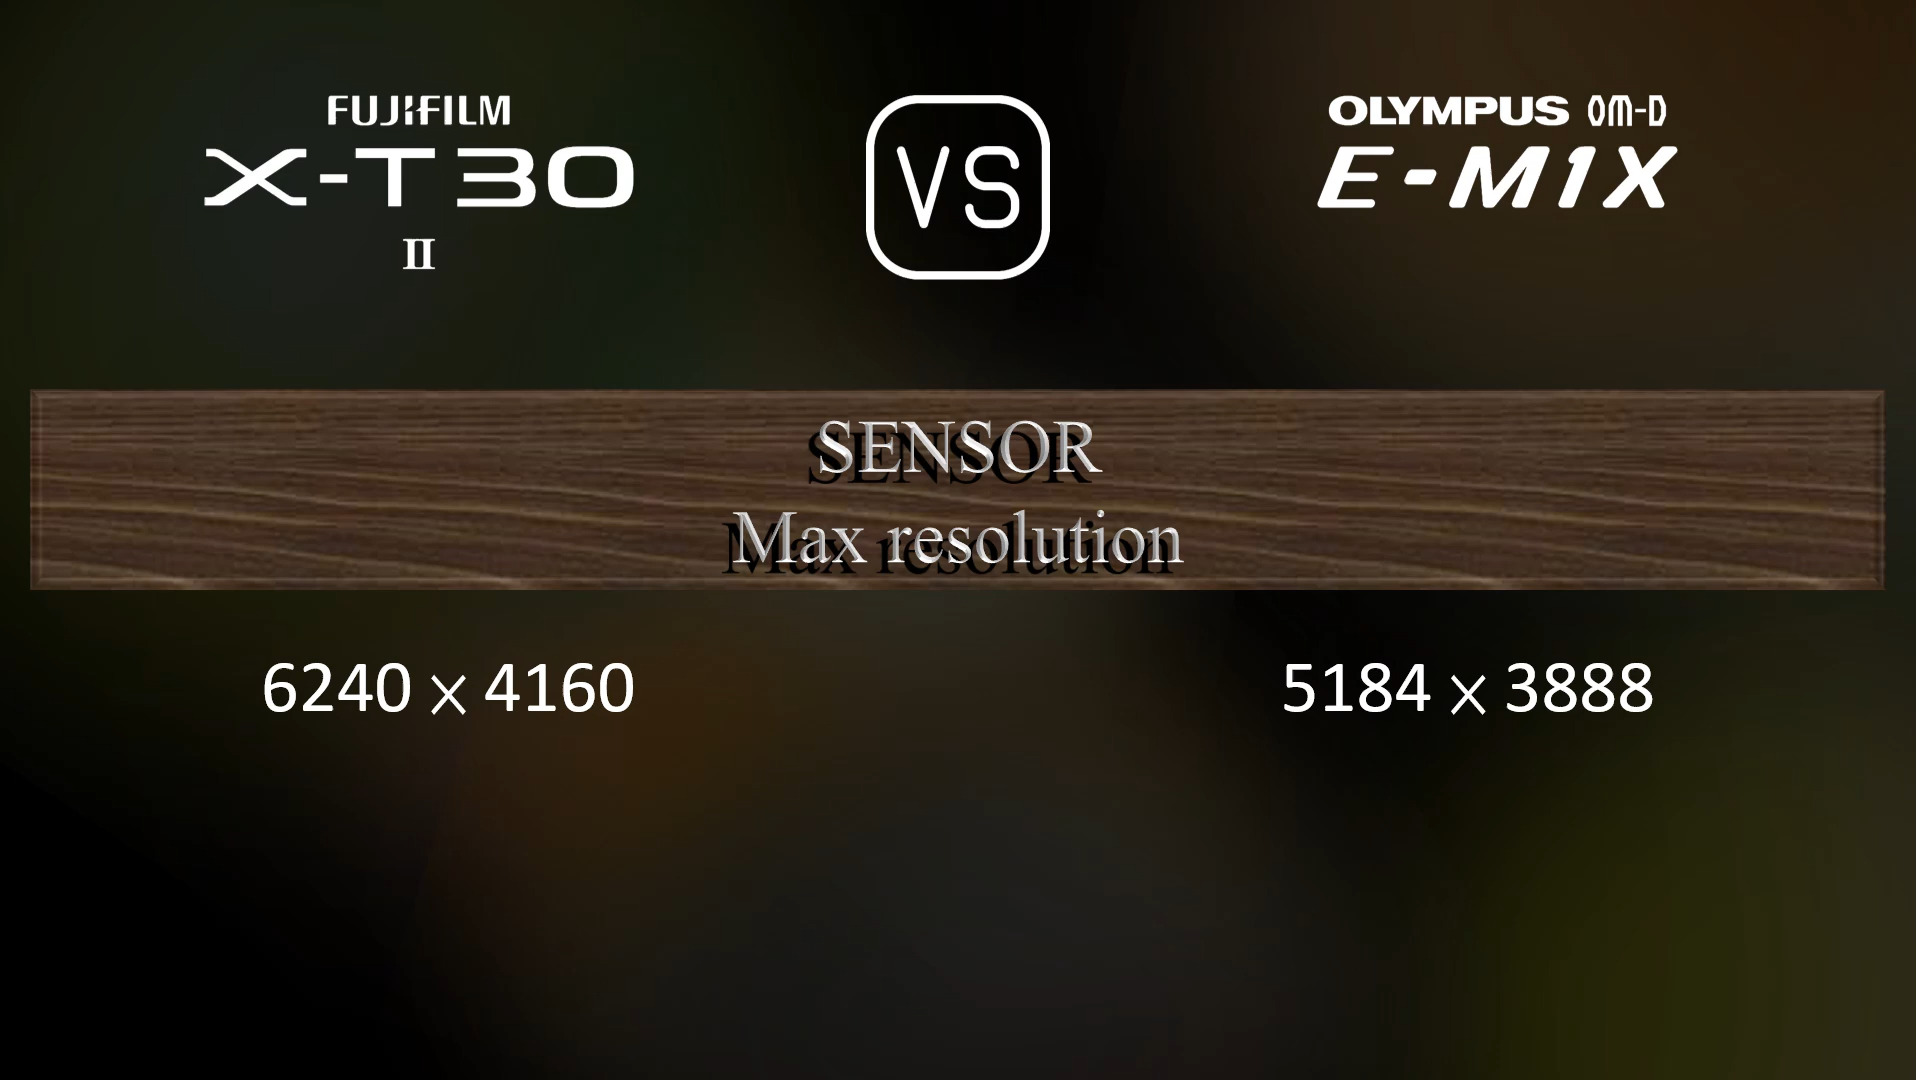 FUJIFILM
X-T30
II
VS
OLYMPUS OM-D
E-M1X
SENSOR
Max resolution
6240 x 4160
5184 x 3888